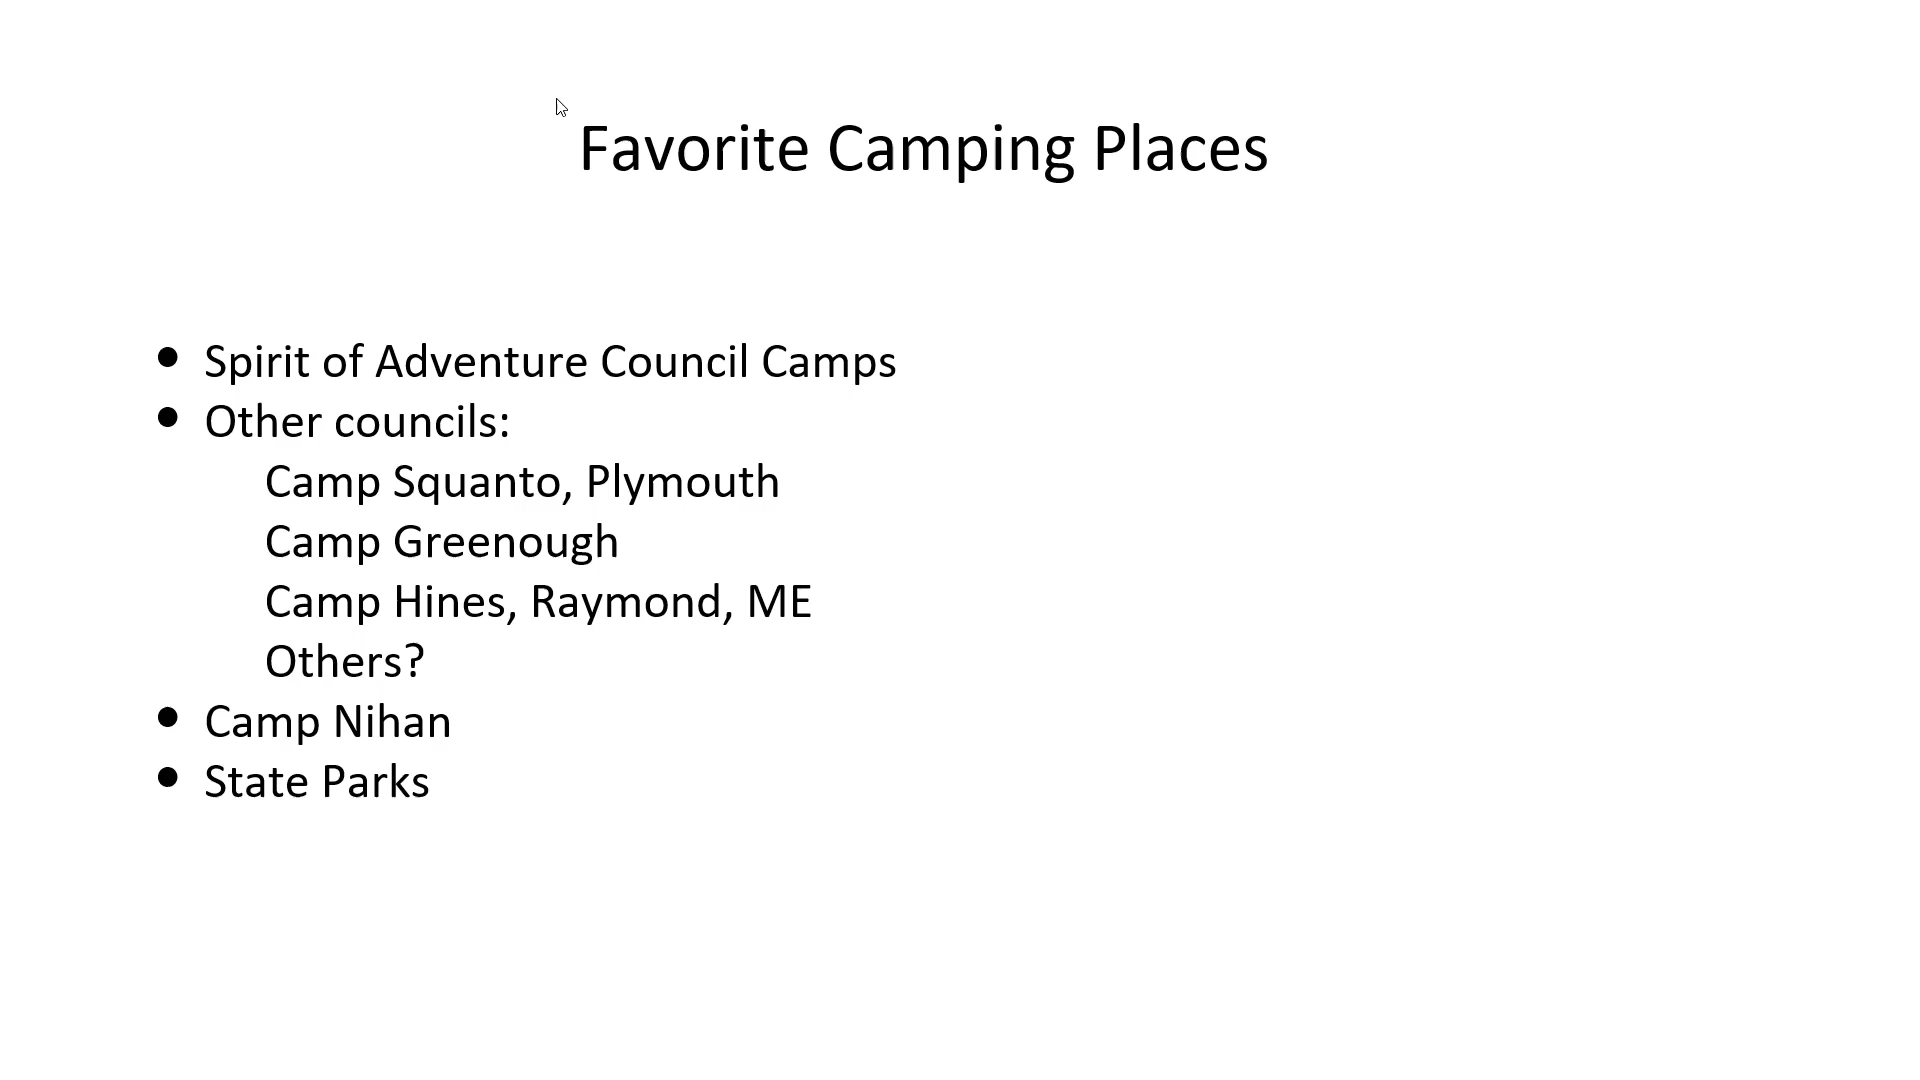 Favorite Camping Places
• Spirit of Adventure Council Camps
• Other councils:
Camp Squanto, Plymouth
Camp Greenough
Camp Hines, Raymond, ME
Others?
• Camp Nihan
• State Parks